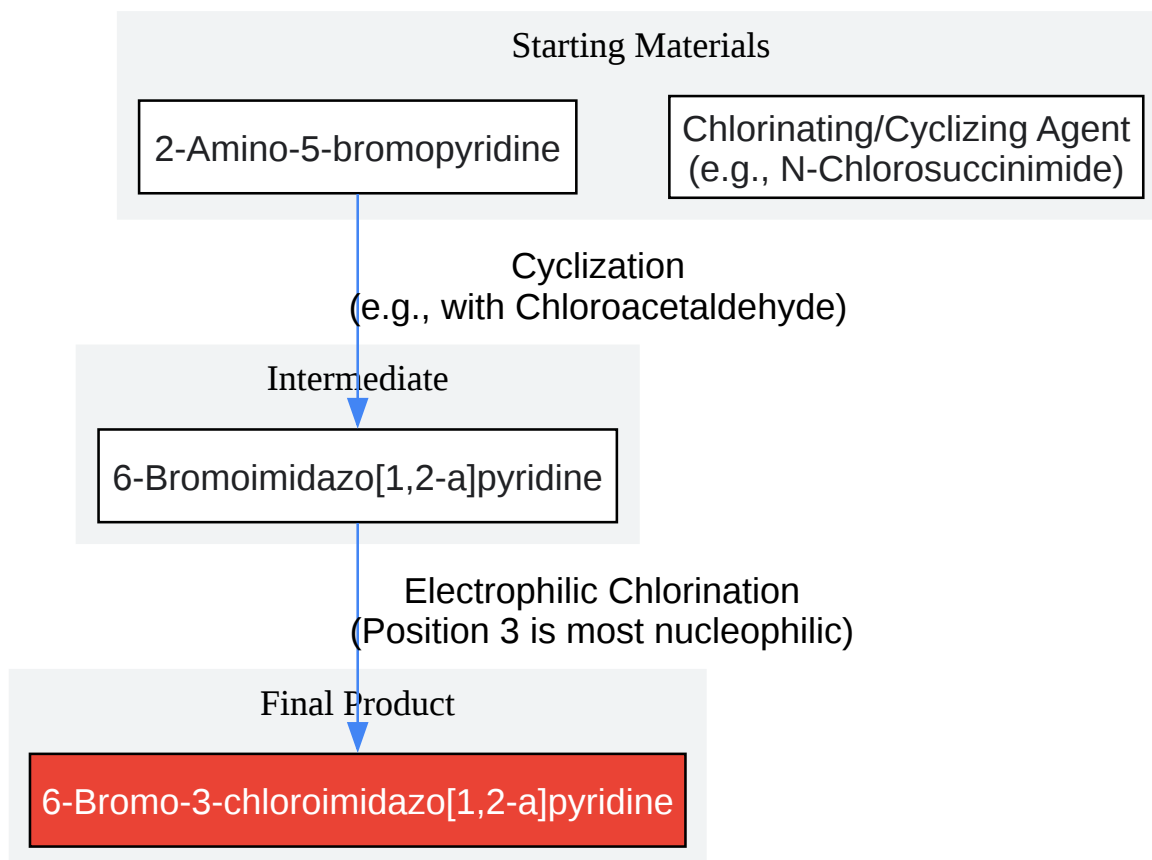 Starting Materials
2-Amino-5-bromopyridine
Chlorinating/Cyclizing Agent
(e.g., N-Chlorosuccinimide)
Cyclization
(e.g., with Chloroacetaldehyde)
Intermediate
6-Bromoimidazo[1,2-a]pyridine
Electrophilic Chlorination
(Position 3 is most nucleophilic)
Final Product
6-Bromo-3-chloroimidazo[1,2-a]pyridine